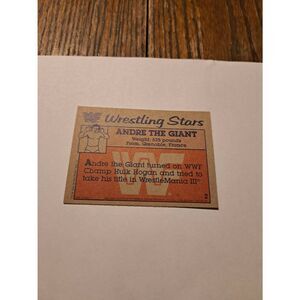 Wrestling Stars
ANDRE THE GIANT
Weight: 525 pounds
From: Grenoble, France
Andre the Giant turned on WWF
Champ Hulk Hogan and tried to
take his title in WrestleMania III